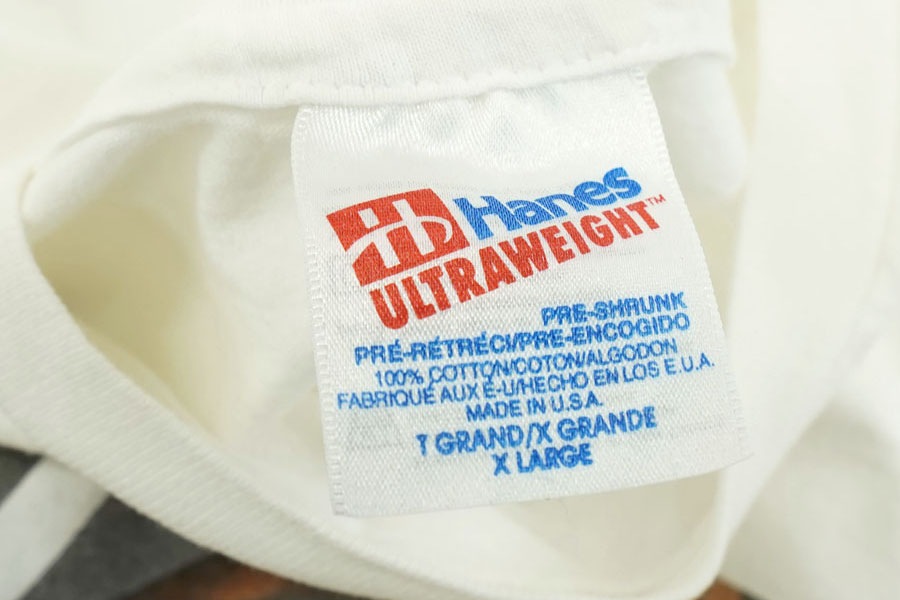 Hanes
ULTRAWEIGHT™
PRE-SHRUNK
PRÉ-RÉTRÉCI/PRE-ENCOGIDO
100% COTTON/COTON/ALGODON
FABRIQUÉ AUX É-U/HECHO EN LOS E.U.A.
MADE IN U.S.A.
T GRAND/X GRANDE
X LARGE